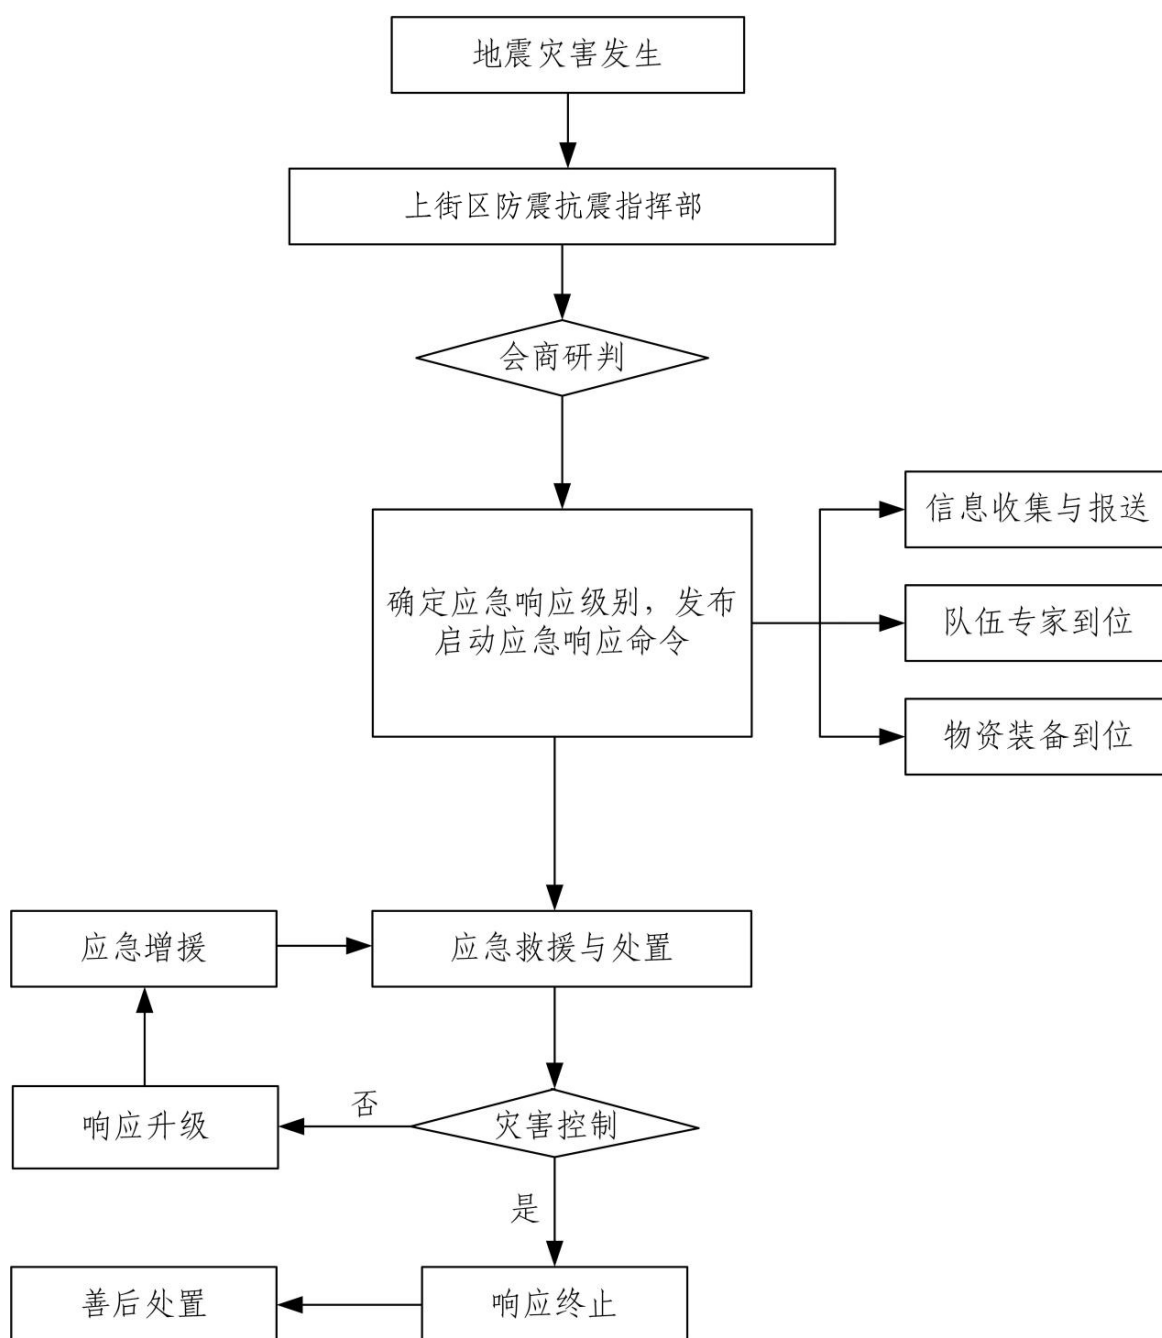 地震灾害发生
上街区防震抗震指挥部
会商研判
确定应急响应级别，发布
启动应急响应命令
信息收集与报送
队伍专家到位
物资装备到位
应急增援
应急救援与处置
响应升级
否
灾害控制
是
善后处置
响应终止